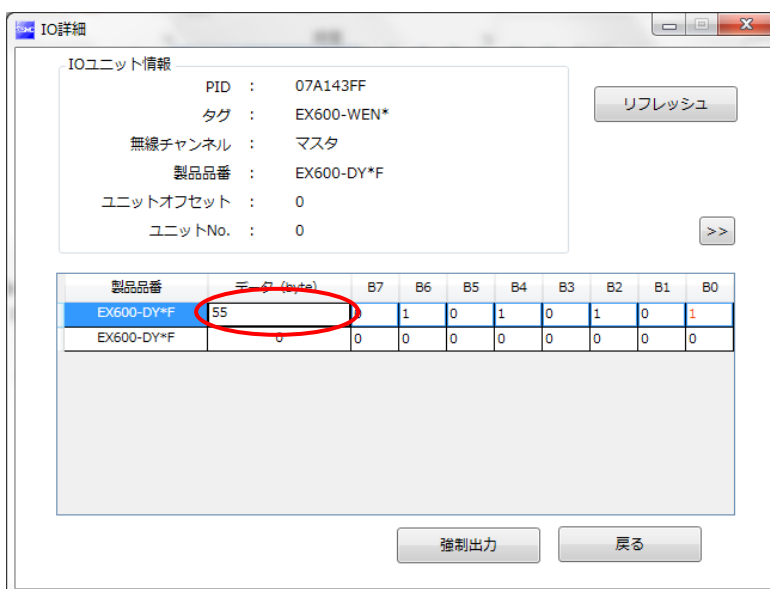 IO詳細
IOユニット情報
PID : 07A143FF
タグ : EX600-WEN*
無線チャンネル : マスタ
製品品番 : EX600-DY*F
ユニットオフセット : 0
ユニットNo. : 0
リフレッシュ
>>
製品品番 データ (byte) B7 B6 B5 B4 B3 B2 B1 B0
EX600-DY*F 55 0 1 0 1 0 1 0 1
EX600-DY*F 0 0 0 0 0 0 0 0 0
強制出力 戻る